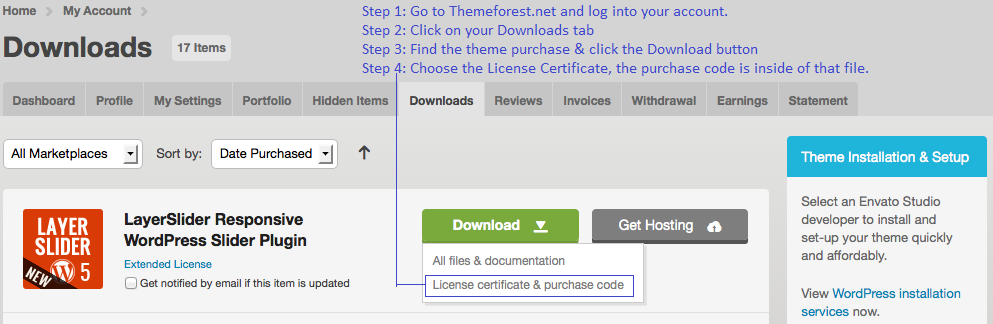 Home > My Account >
Step 1: Go to Themeforest.net and log into your account.
Step 2: Click on your Downloads tab
Downloads 17 Items
Step 3: Find the theme purchase & click the Download button
Step 4: Choose the License Certificate, the purchase code is inside of that file.
Dashboard Profile My Settings Portfolio Hidden Items Downloads Reviews Invoices Withdrawal Earnings Statement
All Marketplaces Sort by: Date Purchased
LAYER
SLIDER
NEW 5
LayerSlider Responsive
WordPress Slider Plugin
Extended License
Get notified by email if this item is updated
Download Get Hosting
All files & documentation
License certificate & purchase code
Theme Installation & Setup
Select an Envato Studio
developer to install and
set-up your theme quickly
and affordably.
View WordPress installation
services now.